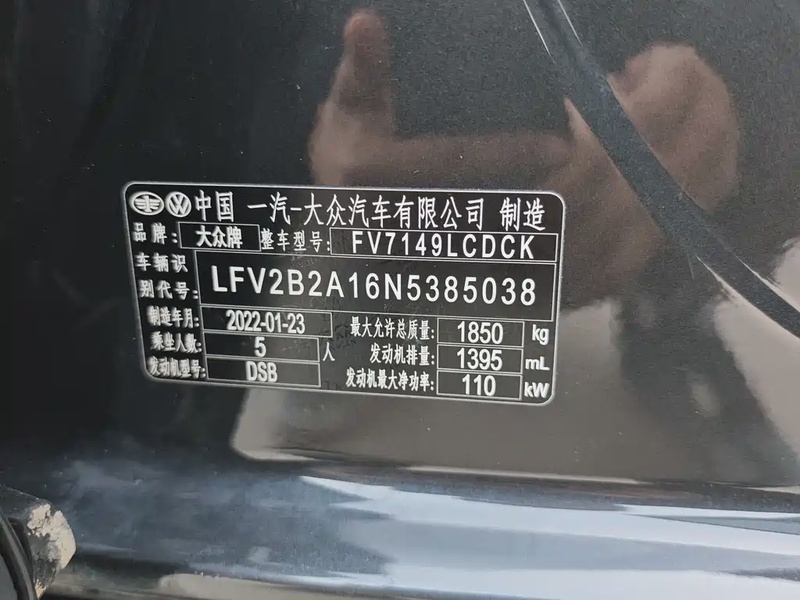 中国 一汽-大众汽车有限公司 制造
品牌: 大众牌 整车型号: FV7149LCDCK
车辆识别代号: LFV2B2A16N5385038
制造年月: 2022-01-23 最大允许总质量: 1850 kg
乘坐人数: 5 人 发动机排量: 1395 mL
发动机型号: DSB 发动机最大净功率: 110 kW